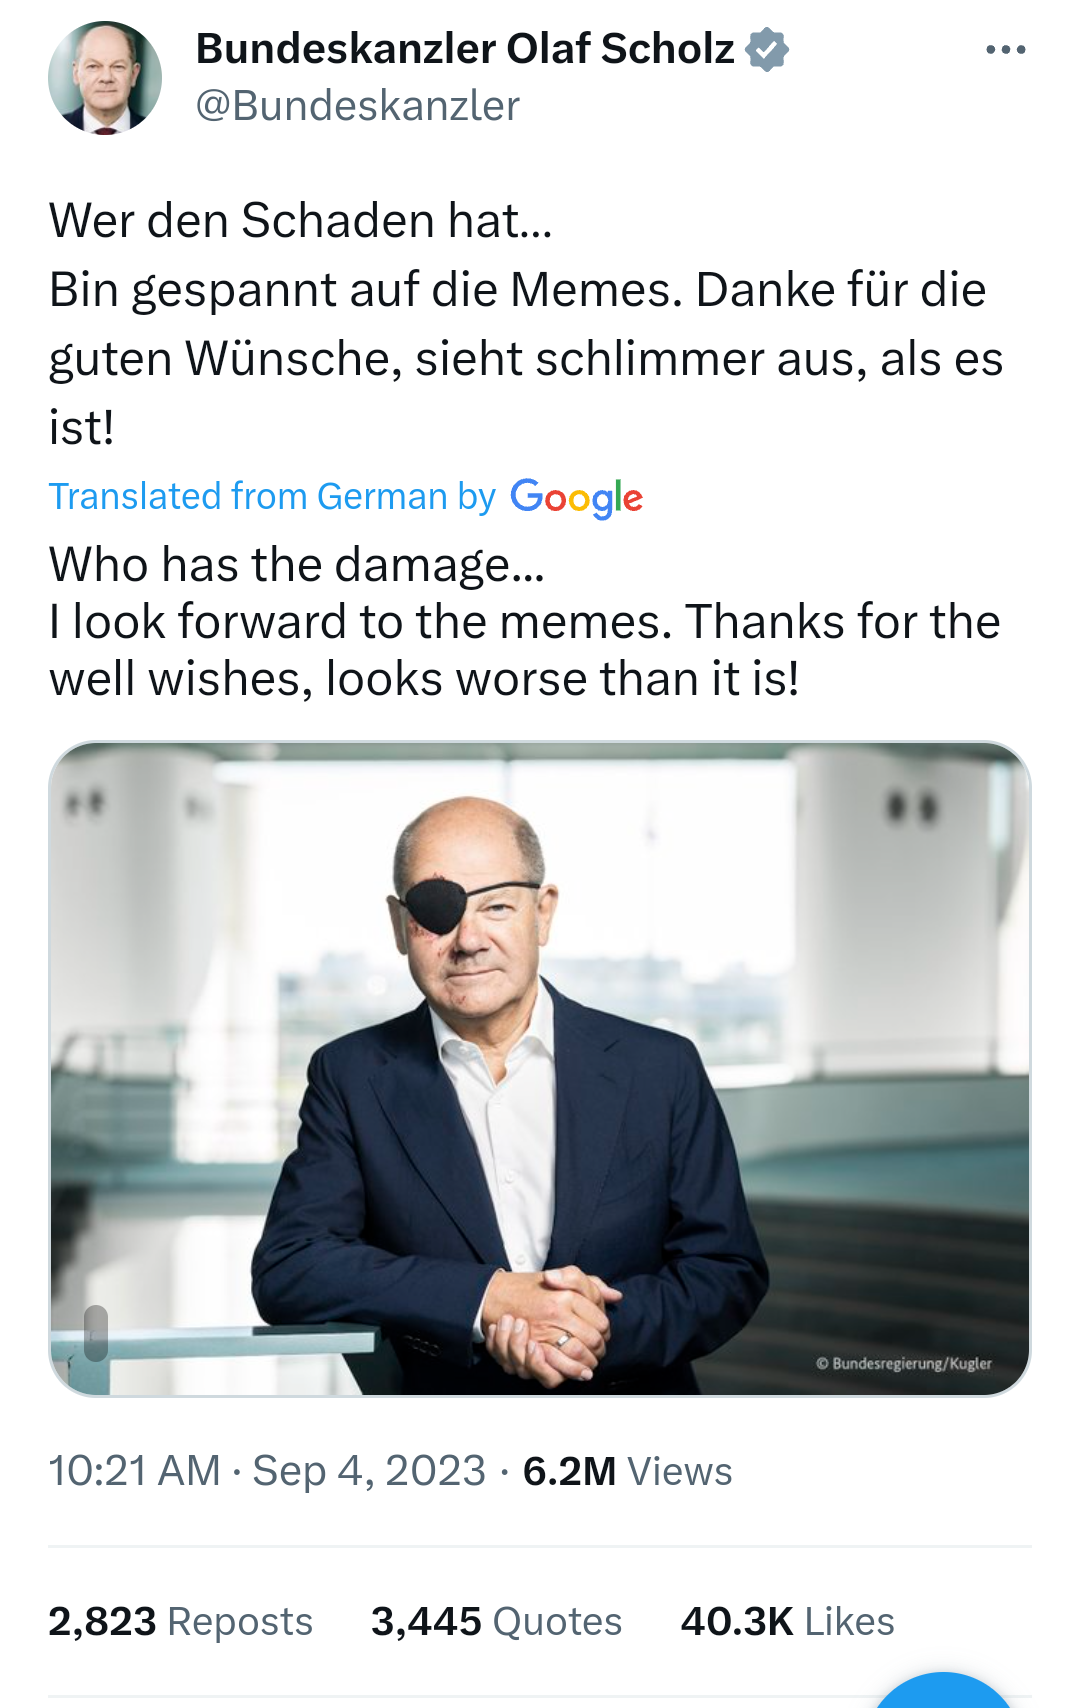 Bundeskanzler Olaf Scholz
@Bundeskanzler
Wer den Schaden hat...
Bin gespannt auf die Memes. Danke für die
guten Wünsche, sieht schlimmer aus, als es
ist!
Translated from German by Google
Who has the damage...
I look forward to the memes. Thanks for the
well wishes, looks worse than it is!
© Bundesregierung/Kugler
10:21 AM · Sep 4, 2023 · 6.2M Views
2,823 Reposts 3,445 Quotes 40.3K Likes